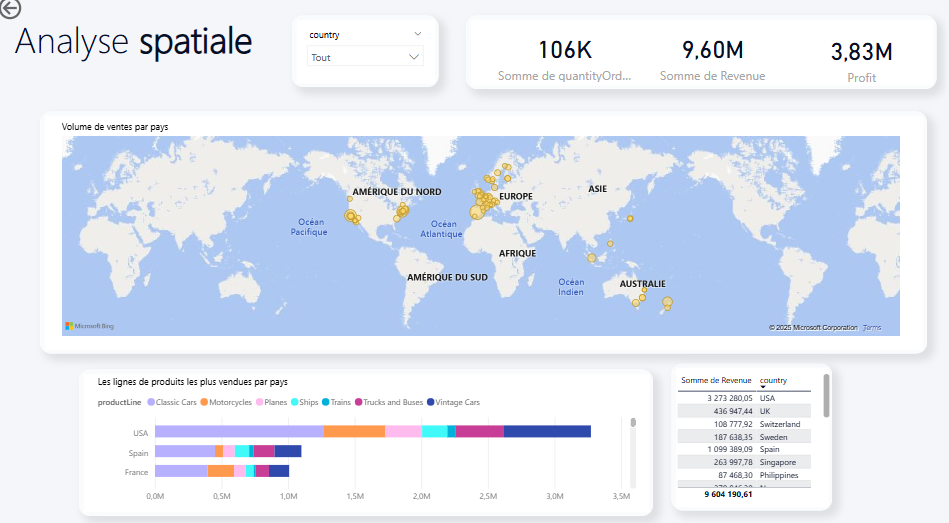 Analyse spatiale
country
Tout
106K
Somme de quantityOrd...
9,60M
Somme de Revenue
3,83M
Profit
Volume de ventes par pays
AMÉRIQUE DU NORD
EUROPE
ASIE
Océan
Pacifique
Océan
Atlantique
AFRIQUE
AMÉRIQUE DU SUD
Océan
Indien
AUSTRALIE
Microsoft Bing
© 2025 Microsoft Corporation Terms
Les lignes de produits les plus vendues par pays
productLine Classic Cars Motorcycles Planes Ships Trains Trucks and Buses Vintage Cars
USA
Spain
France
0,0M 0,5M 1,0M 1,5M 2,0M 2,5M 3,0M 3,5M
Somme de Revenue country
3 273 280,05 USA
436 947,44 UK
108 777,92 Switzerland
187 638,35 Sweden
1 099 389,09 Spain
263 997,78 Singapore
87 468,30 Philippines
9 604 190,61